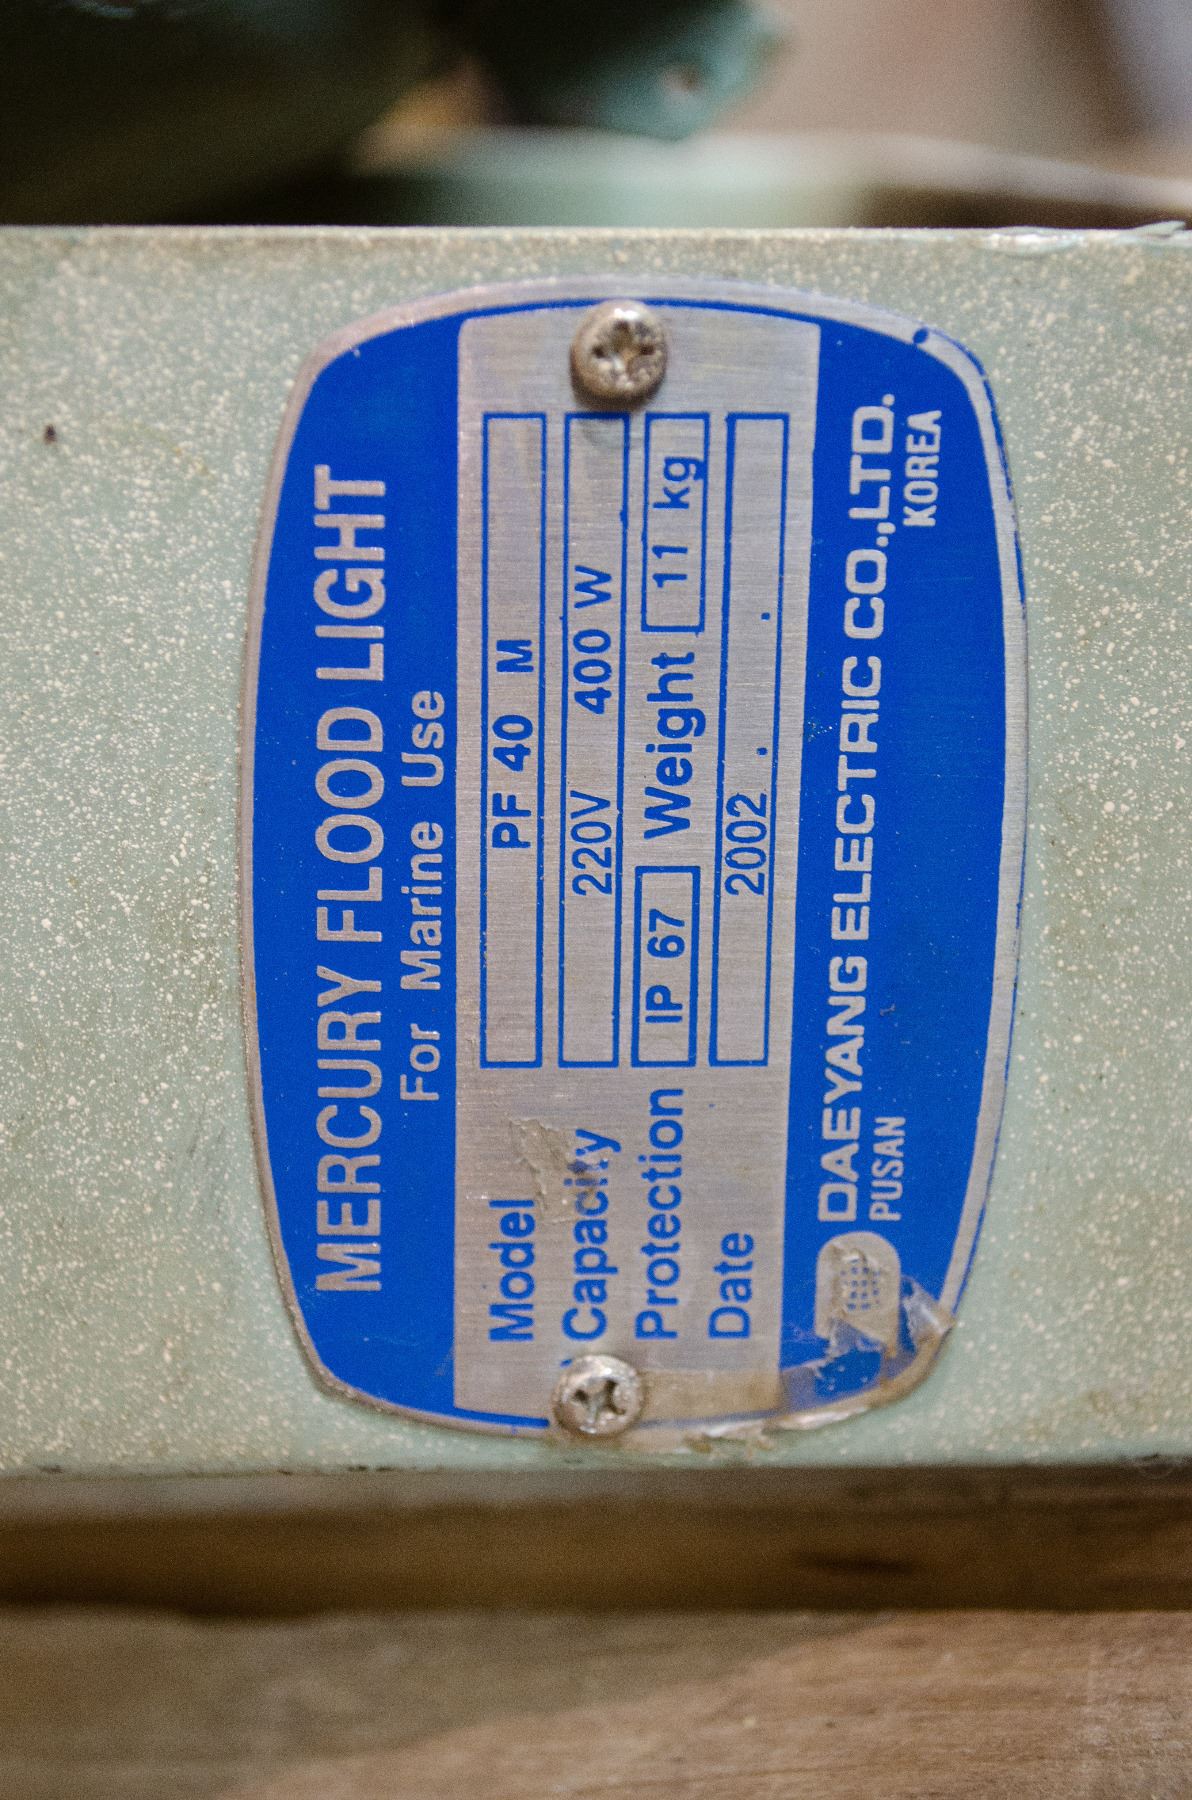 MERCURY FLOOD LIGHT
For Marine Use
Model PF 40 M
Capacity 220V 400 W
Protection IP 67 Weight 11 kg
Date 2002 . .
DAEYANG ELECTRIC CO.,LTD.
PUSAN KOREA